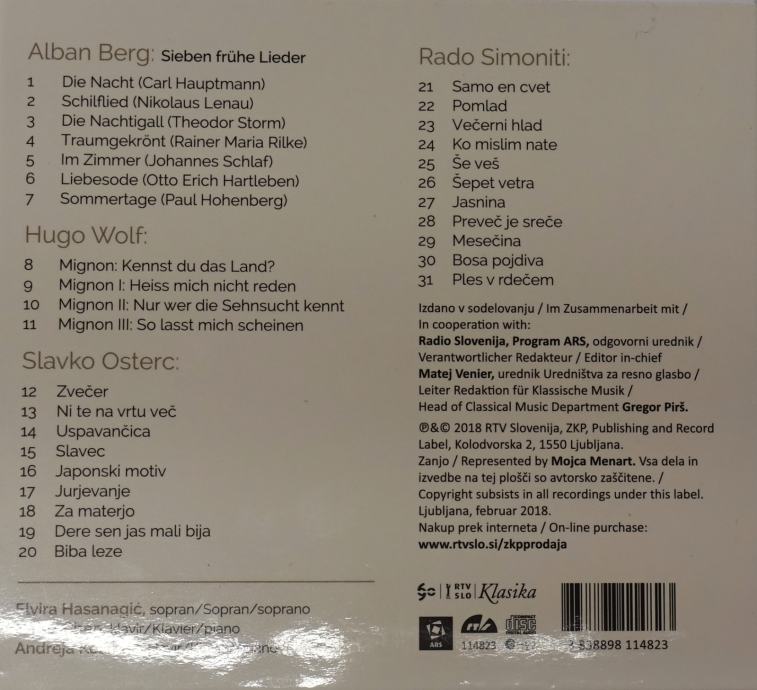 Alban Berg: Sieben frühe Lieder
1 Die Nacht (Carl Hauptmann)
2 Schilflied (Nikolaus Lenau)
3 Die Nachtigall (Theodor Storm)
4 Traumgekrönt (Rainer Maria Rilke)
5 Im Zimmer (Johannes Schlaf)
6 Liebesode (Otto Erich Hartleben)
7 Sommertage (Paul Hohenberg)
Hugo Wolf:
8 Mignon: Kennst du das Land?
9 Mignon I: Heiss mich nicht reden
10 Mignon II: Nur wer die Sehnsucht kennt
11 Mignon III: So lasst mich scheinen
Slavko Osterc:
12 Zvečer
13 Ni te na vrtu več
14 Uspavančica
15 Slavec
16 Japonski motiv
17 Jurjevanje
18 Za materjo
19 Dere sen jas mali bija
20 Biba leze
Elvira Hasanagić, sopran/Sopran/soprano
klavir/Klavier/piano
Andreja
Rado Simoniti:
21 Samo en cvet
22 Pomlad
23 Večerni hlad
24 Ko mislim nate
25 Še veš
26 Šepet vetra
27 Jasnina
28 Preveč je sreče
29 Mesečina
30 Bosa pojdiva
31 Ples v rdečem
Izdano v sodelovanju / Im Zusammenarbeit mit /
In cooperation with:
Radio Slovenija, Program ARS, odgovorni urednik /
Verantwortlicher Redakteur / Editor in-chief
Matej Venier, urednik Uredništva za resno glasbo /
Leiter Redaktion für Klassische Musik /
Head of Classical Music Department Gregor Pirš.
℗&© 2018 RTV Slovenija, ZKP, Publishing and Record
Label, Kolodvorska 2, 1550 Ljubljana.
Zanjo / Represented by Mojca Menart. Vsa dela in
izvedbe na tej plošči so avtorsko zaščitene. /
Copyright subsists in all recordings under this label.
Ljubljana, februar 2018.
Nakup prek interneta / On-line purchase:
www.rtvslo.si/zkpprodaja
RTV SLO Klasika
ARS 114823 COMPACT disc DIGITAL AUDIO
838898 114823